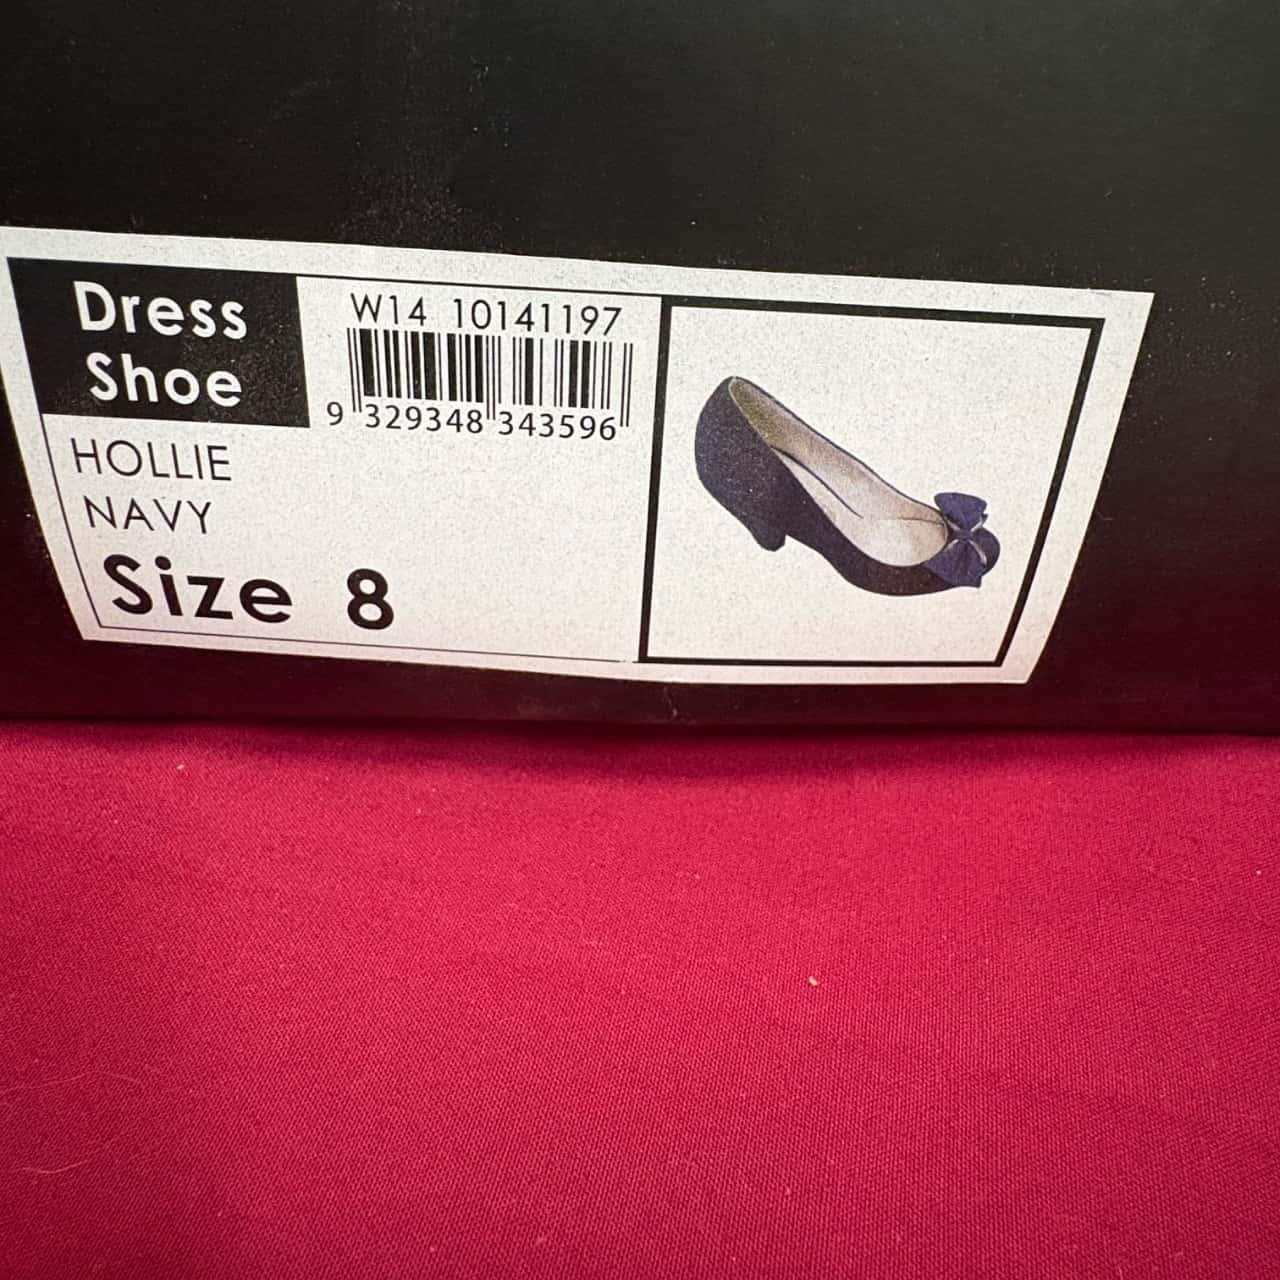 Dress
Shoe
W14 10141197
9 329348 343596
HOLLIE
NAVY
Size 8